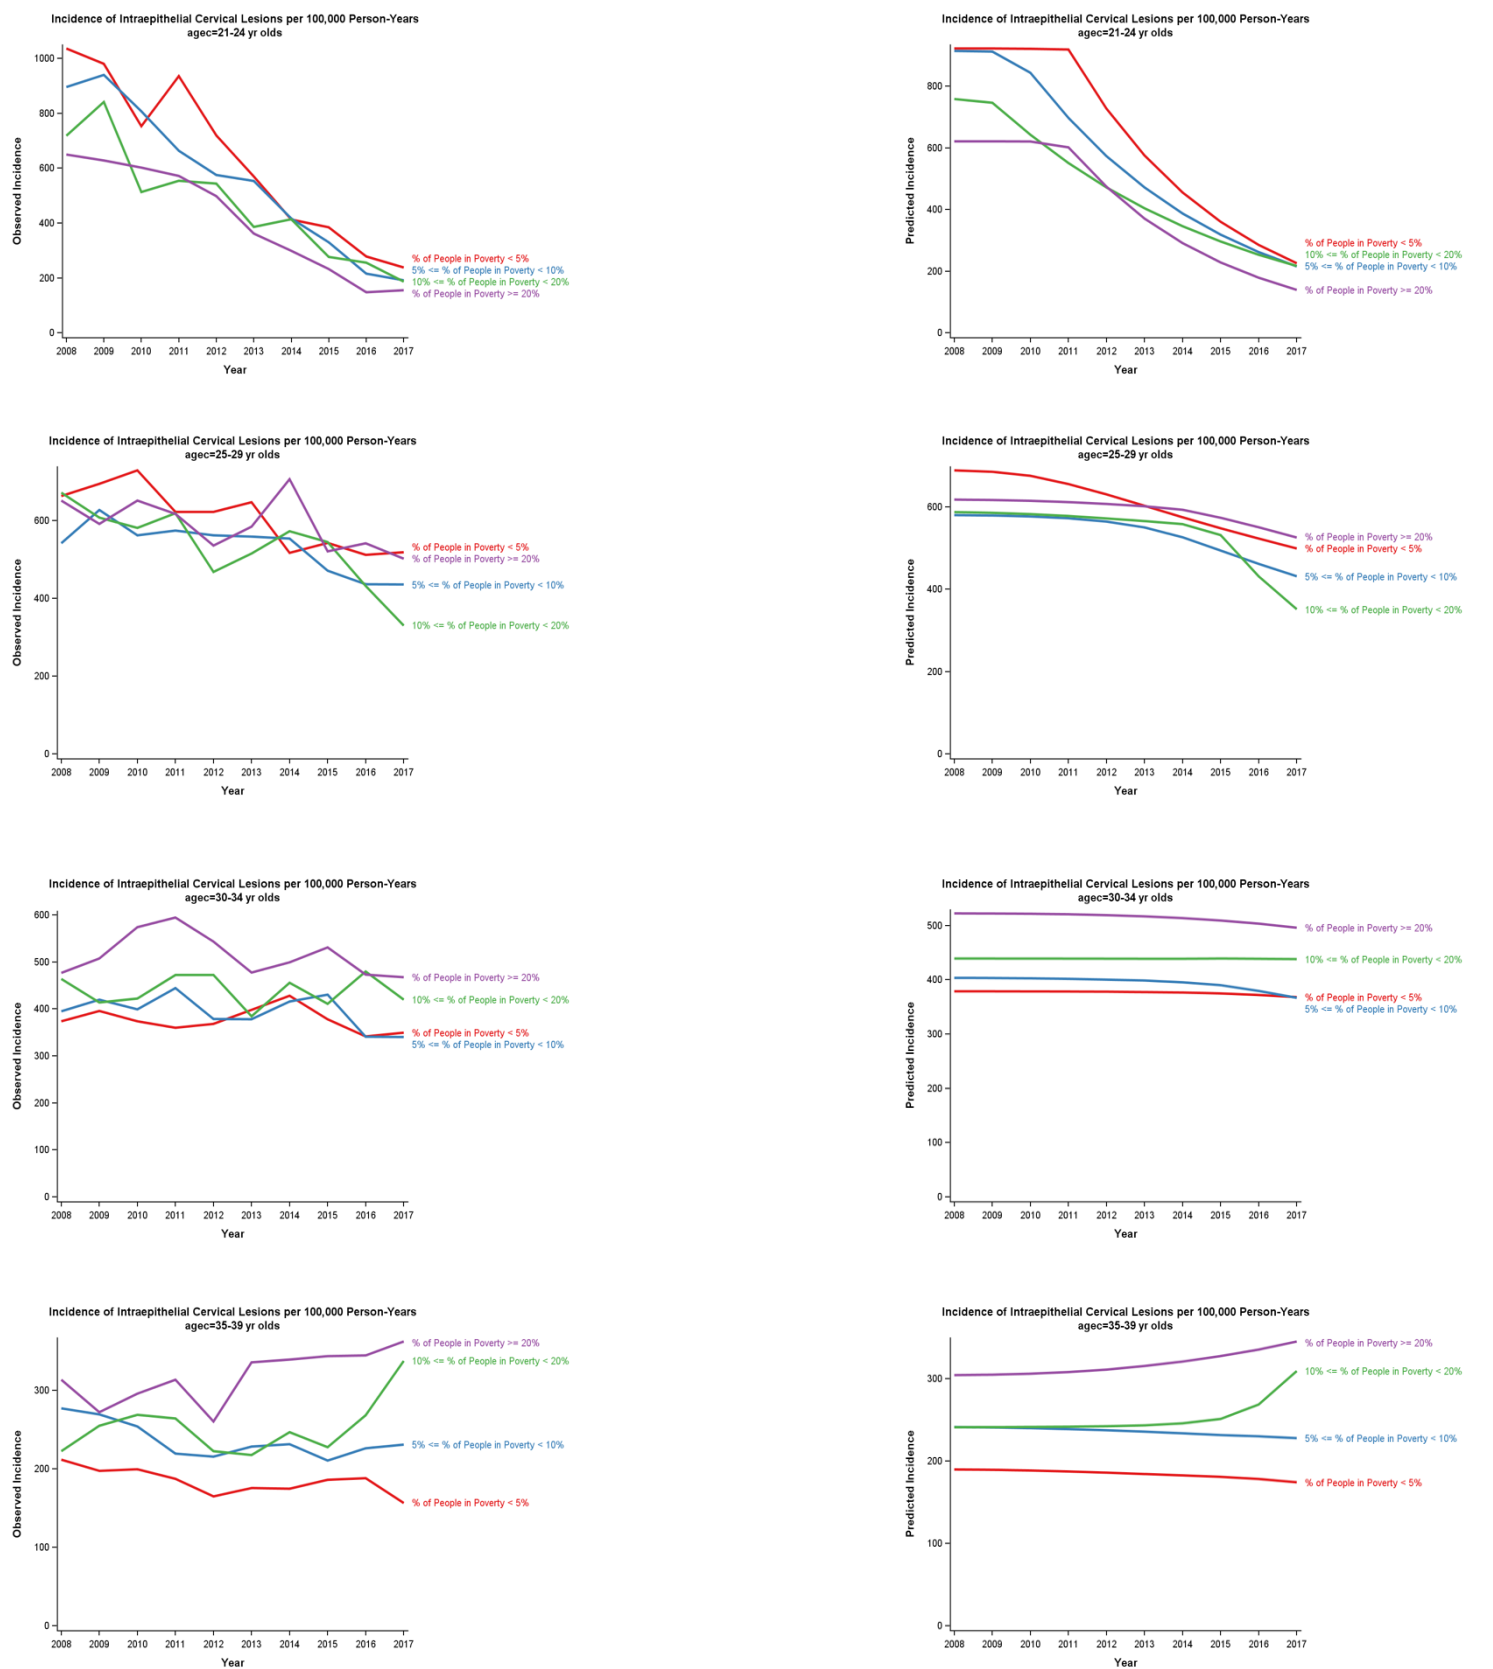 Incidence of Intraepithelial Cervical Lesions per 100,000 Person-Years
agec=21-24 yr olds
Observed Incidence
1000
800
600
400
200
0
% of People in Poverty < 5%
5% <= % of People in Poverty < 10%
10% <= % of People in Poverty < 20%
% of People in Poverty >= 20%
2008 2009 2010 2011 2012 2013 2014 2015 2016 2017
Year
Incidence of Intraepithelial Cervical Lesions per 100,000 Person-Years
agec=21-24 yr olds
Predicted Incidence
800
600
400
200
0
% of People in Poverty < 5%
10% <= % of People in Poverty < 20%
5% <= % of People in Poverty < 10%
% of People in Poverty >= 20%
2008 2009 2010 2011 2012 2013 2014 2015 2016 2017
Year
Incidence of Intraepithelial Cervical Lesions per 100,000 Person-Years
agec=25-29 yr olds
Observed Incidence
600
400
200
0
% of People in Poverty < 5%
% of People in Poverty >= 20%
5% <= % of People in Poverty < 10%
10% <= % of People in Poverty < 20%
2008 2009 2010 2011 2012 2013 2014 2015 2016 2017
Year
Incidence of Intraepithelial Cervical Lesions per 100,000 Person-Years
agec=25-29 yr olds
Predicted Incidence
600
400
200
0
% of People in Poverty >= 20%
% of People in Poverty < 5%
5% <= % of People in Poverty < 10%
10% <= % of People in Poverty < 20%
2008 2009 2010 2011 2012 2013 2014 2015 2016 2017
Year
Incidence of Intraepithelial Cervical Lesions per 100,000 Person-Years
agec=30-34 yr olds
Observed Incidence
600
500
400
300
200
100
0
% of People in Poverty >= 20%
10% <= % of People in Poverty < 20%
% of People in Poverty < 5%
5% <= % of People in Poverty < 10%
2008 2009 2010 2011 2012 2013 2014 2015 2016 2017
Year
Incidence of Intraepithelial Cervical Lesions per 100,000 Person-Years
agec=30-34 yr olds
Predicted Incidence
500
400
300
200
100
0
% of People in Poverty >= 20%
10% <= % of People in Poverty < 20%
% of People in Poverty < 5%
5% <= % of People in Poverty < 10%
2008 2009 2010 2011 2012 2013 2014 2015 2016 2017
Year
Incidence of Intraepithelial Cervical Lesions per 100,000 Person-Years
agec=35-39 yr olds
Observed Incidence
300
200
100
0
% of People in Poverty >= 20%
10% <= % of People in Poverty < 20%
5% <= % of People in Poverty < 10%
% of People in Poverty < 5%
2008 2009 2010 2011 2012 2013 2014 2015 2016 2017
Year
Incidence of Intraepithelial Cervical Lesions per 100,000 Person-Years
agec=35-39 yr olds
Predicted Incidence
300
200
100
0
% of People in Poverty >= 20%
10% <= % of People in Poverty < 20%
5% <= % of People in Poverty < 10%
% of People in Poverty < 5%
2008 2009 2010 2011 2012 2013 2014 2015 2016 2017
Year